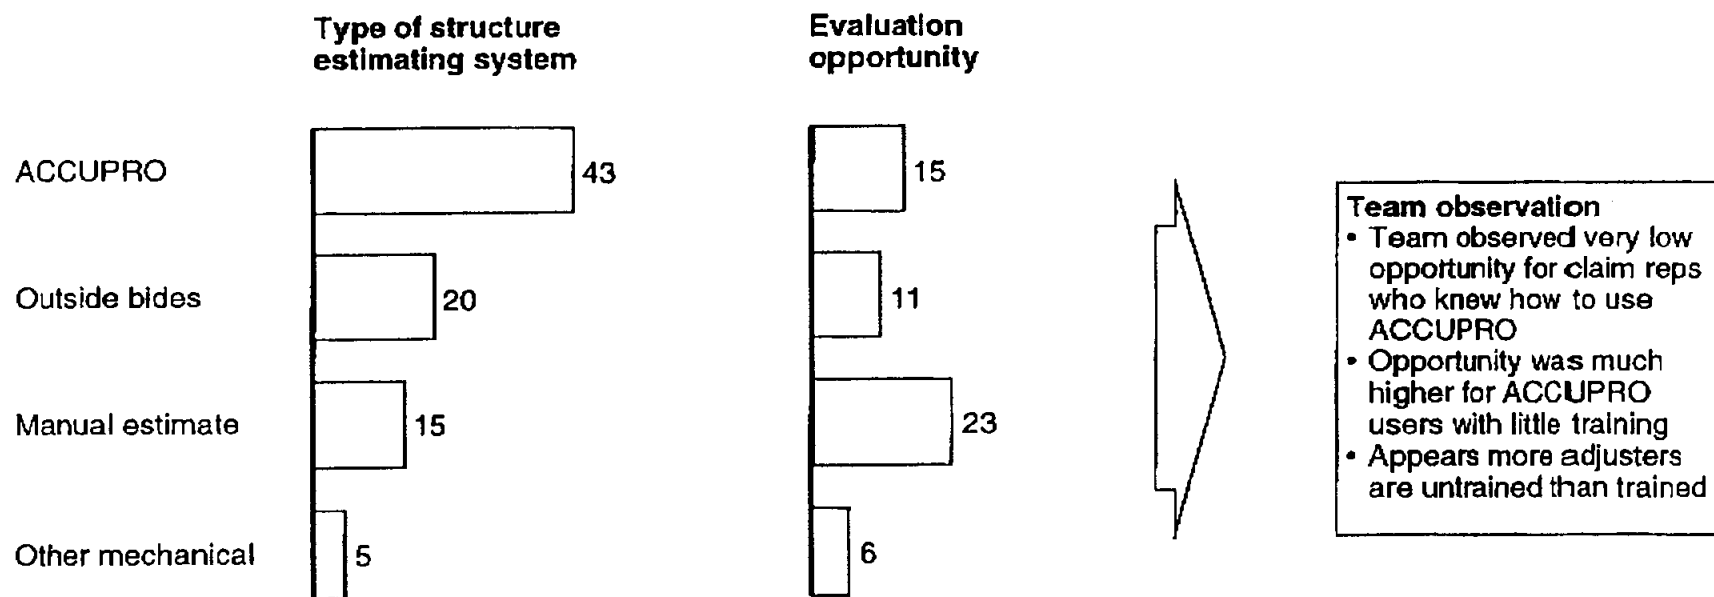 Type of structure
estimating system
Evaluation
opportunity
ACCUPRO
43
15
Outside bides
20
11
Manual estimate
15
23
Other mechanical
5
6
Team observation
• Team observed very low
opportunity for claim reps
who knew how to use
ACCUPRO
• Opportunity was much
higher for ACCUPRO
users with little training
• Appears more adjusters
are untrained than trained